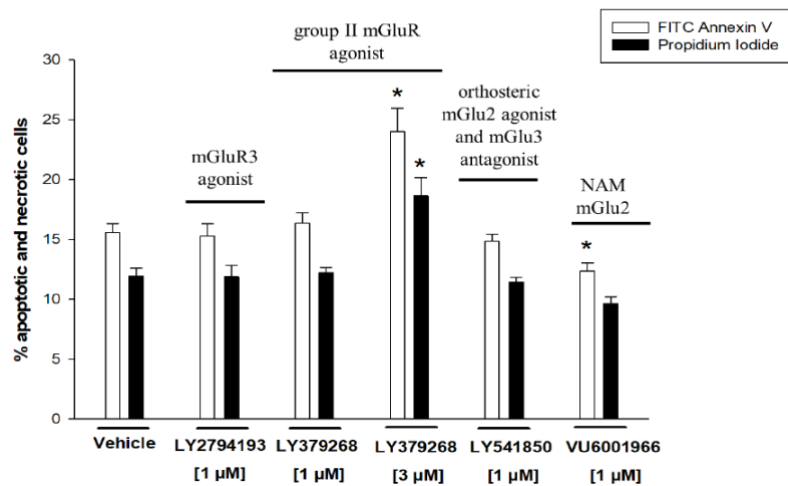 group II mGluR
agonist
FITC Annexin V
Propidium Iodide
30
25
20
15
10
5
0
% apoptotic and necrotic cells
mGluR3
agonist
*
*
orthosteric
mGlu2 agonist
and mGlu3
antagonist
NAM
mGlu2
*
Vehicle
LY2794193
[1 µM]
LY379268
[1 µM]
LY379268
[3 µM]
LY541850
[1 µM]
VU6001966
[1 µM]